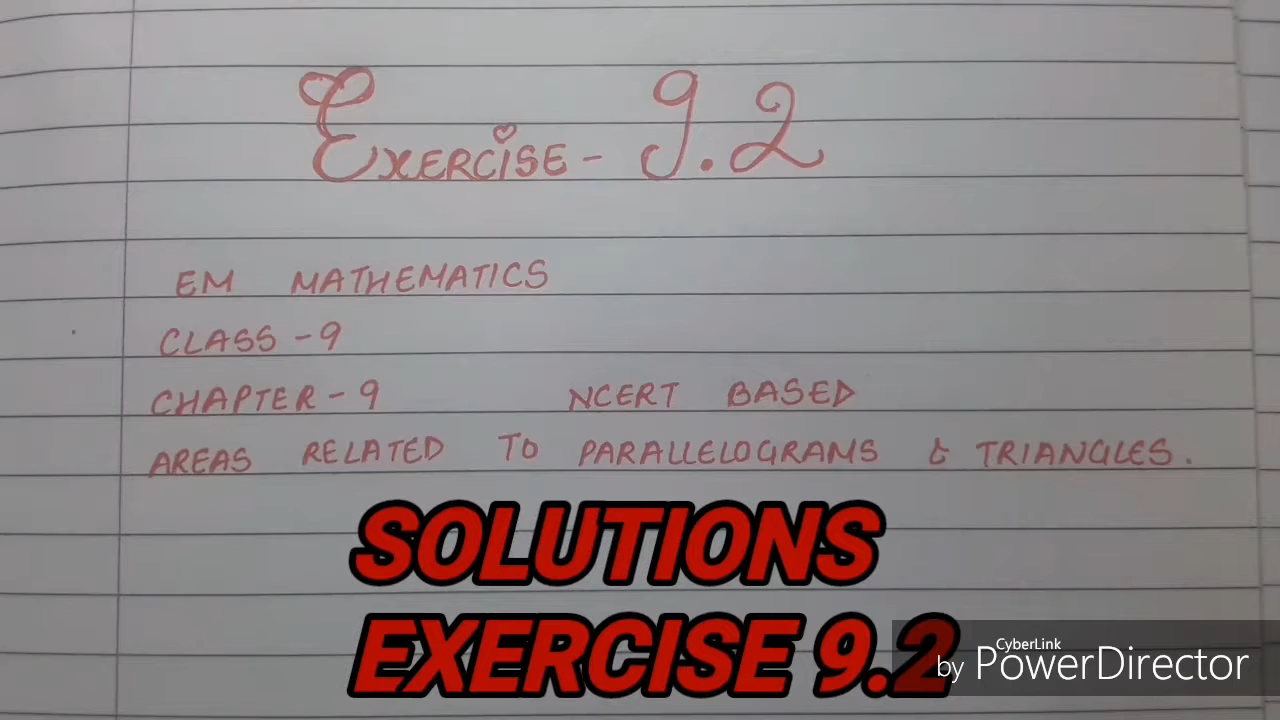 Exercise - 9.2
EM MATHEMATICS
CLASS - 9
CHAPTER - 9 NCERT BASED
AREAS RELATED TO PARALLELOGRAMS & TRIANGLES.
SOLUTIONS
EXERCISE 9.2
CyberLink
by PowerDirector